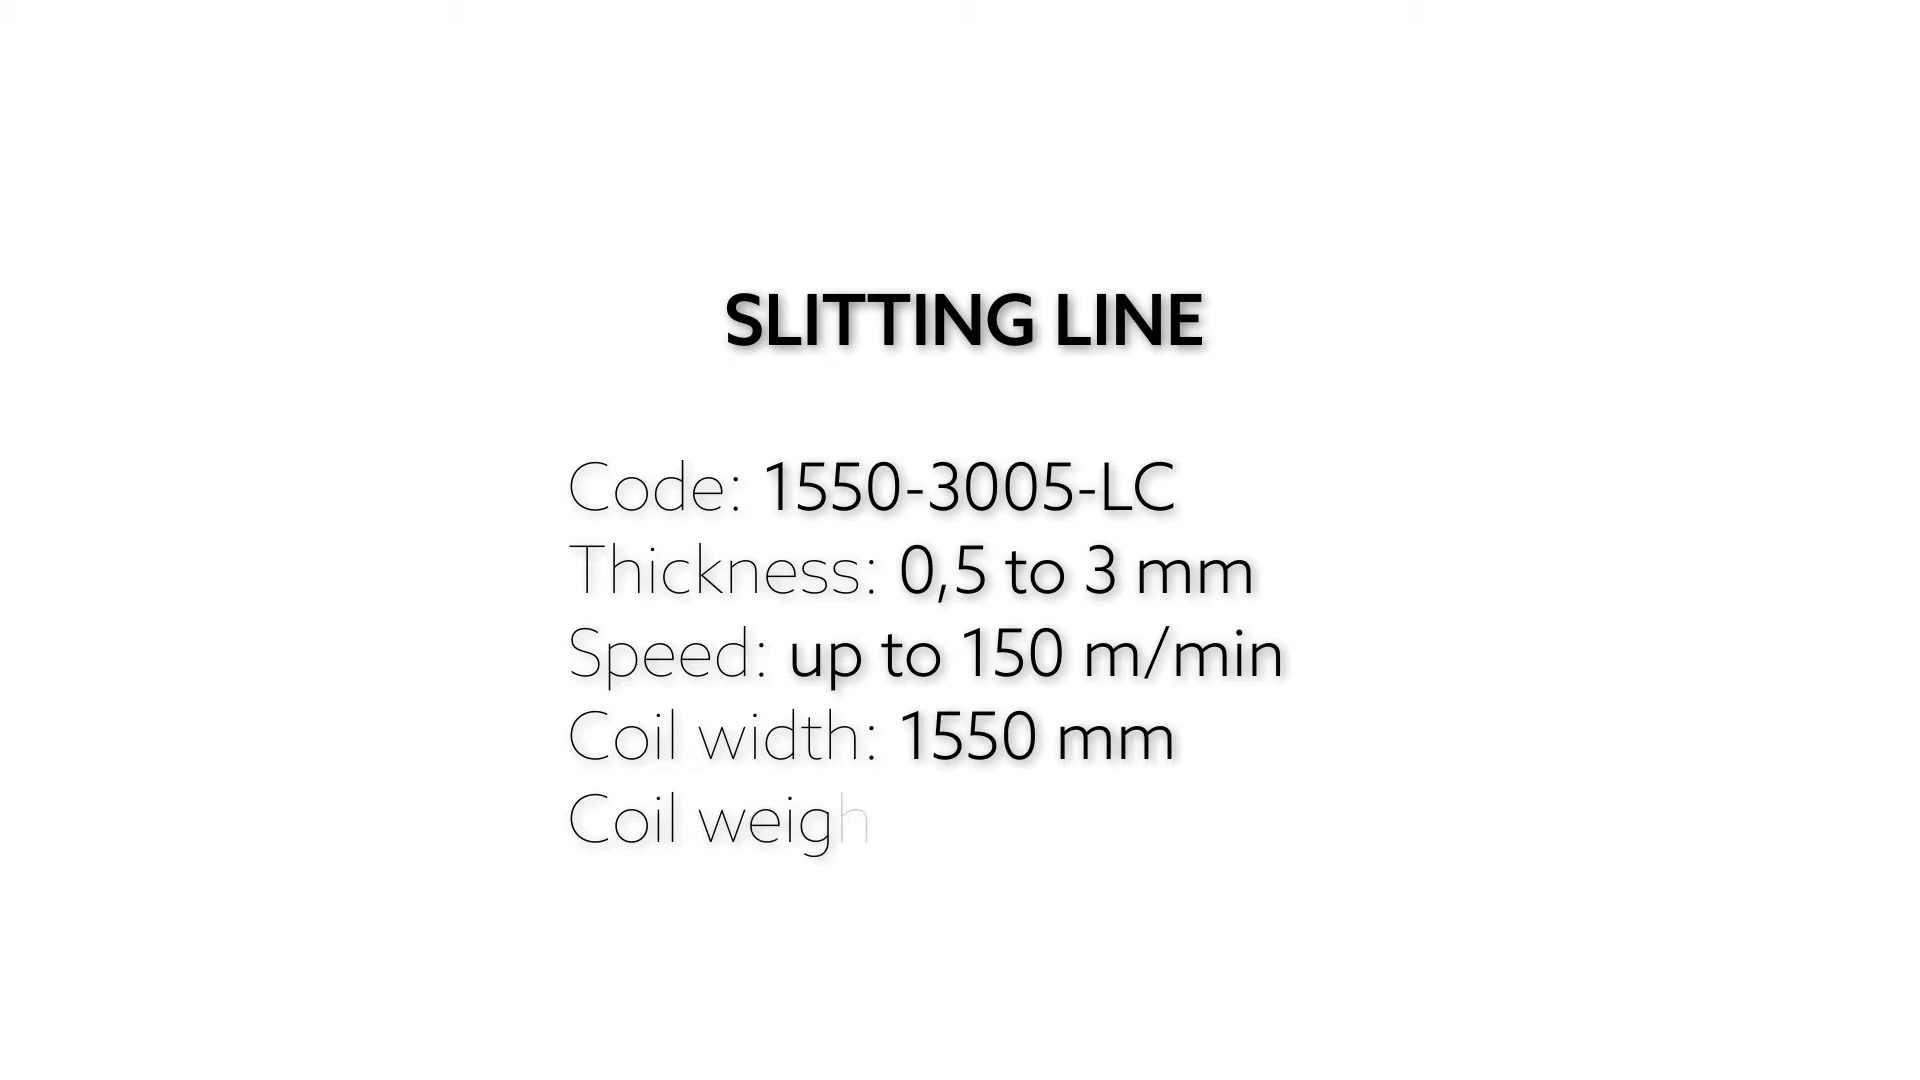 SLITTING LINE
Code: 1550-3005-LC
Thickness: 0,5 to 3 mm
Speed: up to 150 m/min
Coil width: 1550 mm
Coil weigh